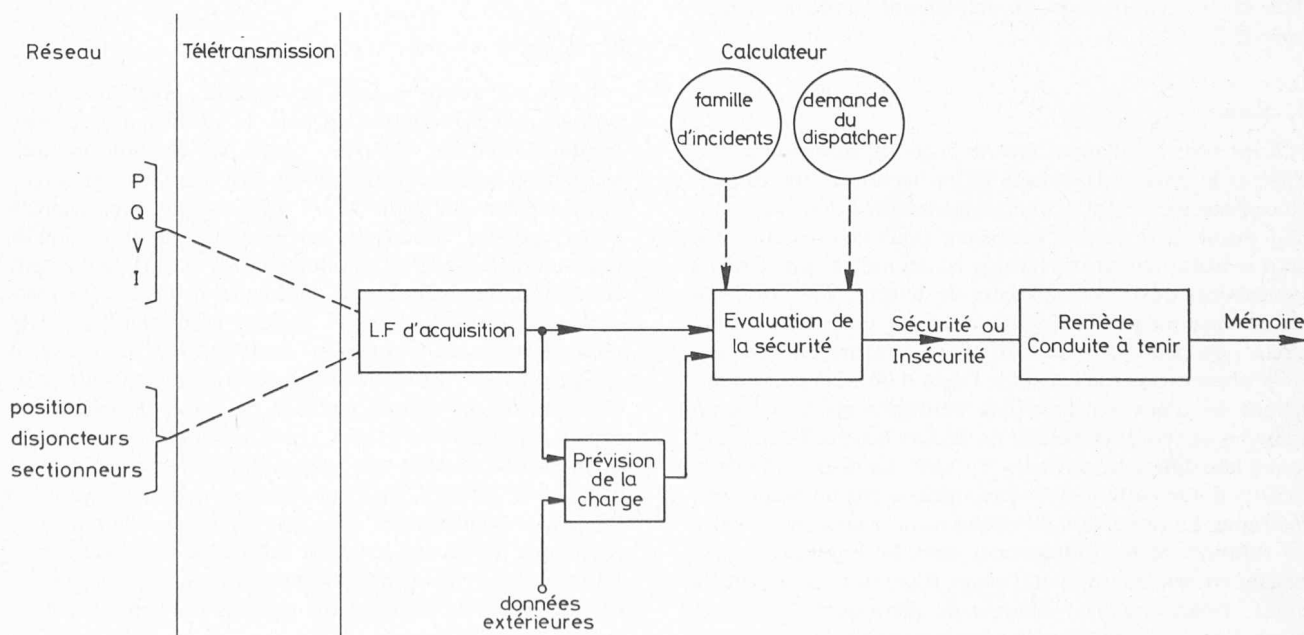 Réseau
Télétransmission
Calculateur
famille
d'incidents
demande
du
dispatcher
P
Q
V
I
position
disjoncteurs
sectionneurs
L.F d'acquisition
Evaluation de
la sécurité
Sécurité ou
Insécurité
Remède
Conduite à tenir
Mémoire
Prévision
de la
charge
données
extérieures